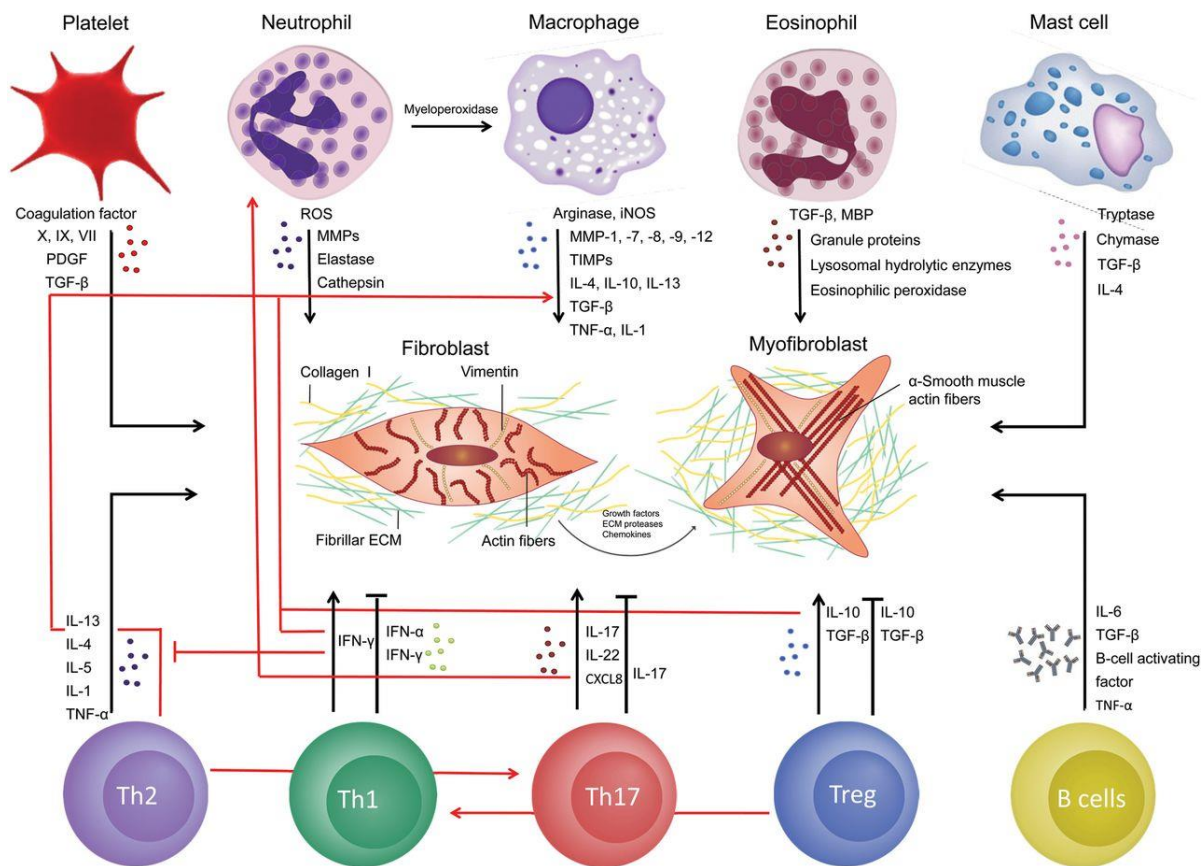 Platelet
Neutrophil
Macrophage
Eosinophil
Mast cell
Myeloperoxidase
Coagulation factor
X, IX, VII
PDGF
TGF-β
ROS
MMPs
Elastase
Cathepsin
Arginase, iNOS
MMP-1, -7, -8, -9, -12
TIMPs
IL-4, IL-10, IL-13
TGF-β
TNF-α, IL-1
TGF-β, MBP
Granule proteins
Lysosomal hydrolytic enzymes
Eosinophilic peroxidase
Tryptase
Chymase
TGF-β
IL-4
Fibroblast
Myofibroblast
Collagen I
Vimentin
α-Smooth muscle
actin fibers
Fibrillar ECM
Actin fibers
Growth factors
ECM proteases
Chemokines
IL-13
IL-4
IL-5
IL-1
TNF-α
IFN-γ
IFN-α
IFN-γ
IL-17
IL-22
CXCL8
IL-17
IL-10
TGF-β
IL-10
TGF-β
IL-6
TGF-β
B-cell activating
factor
TNF-α
Th2
Th1
Th17
Treg
B cells